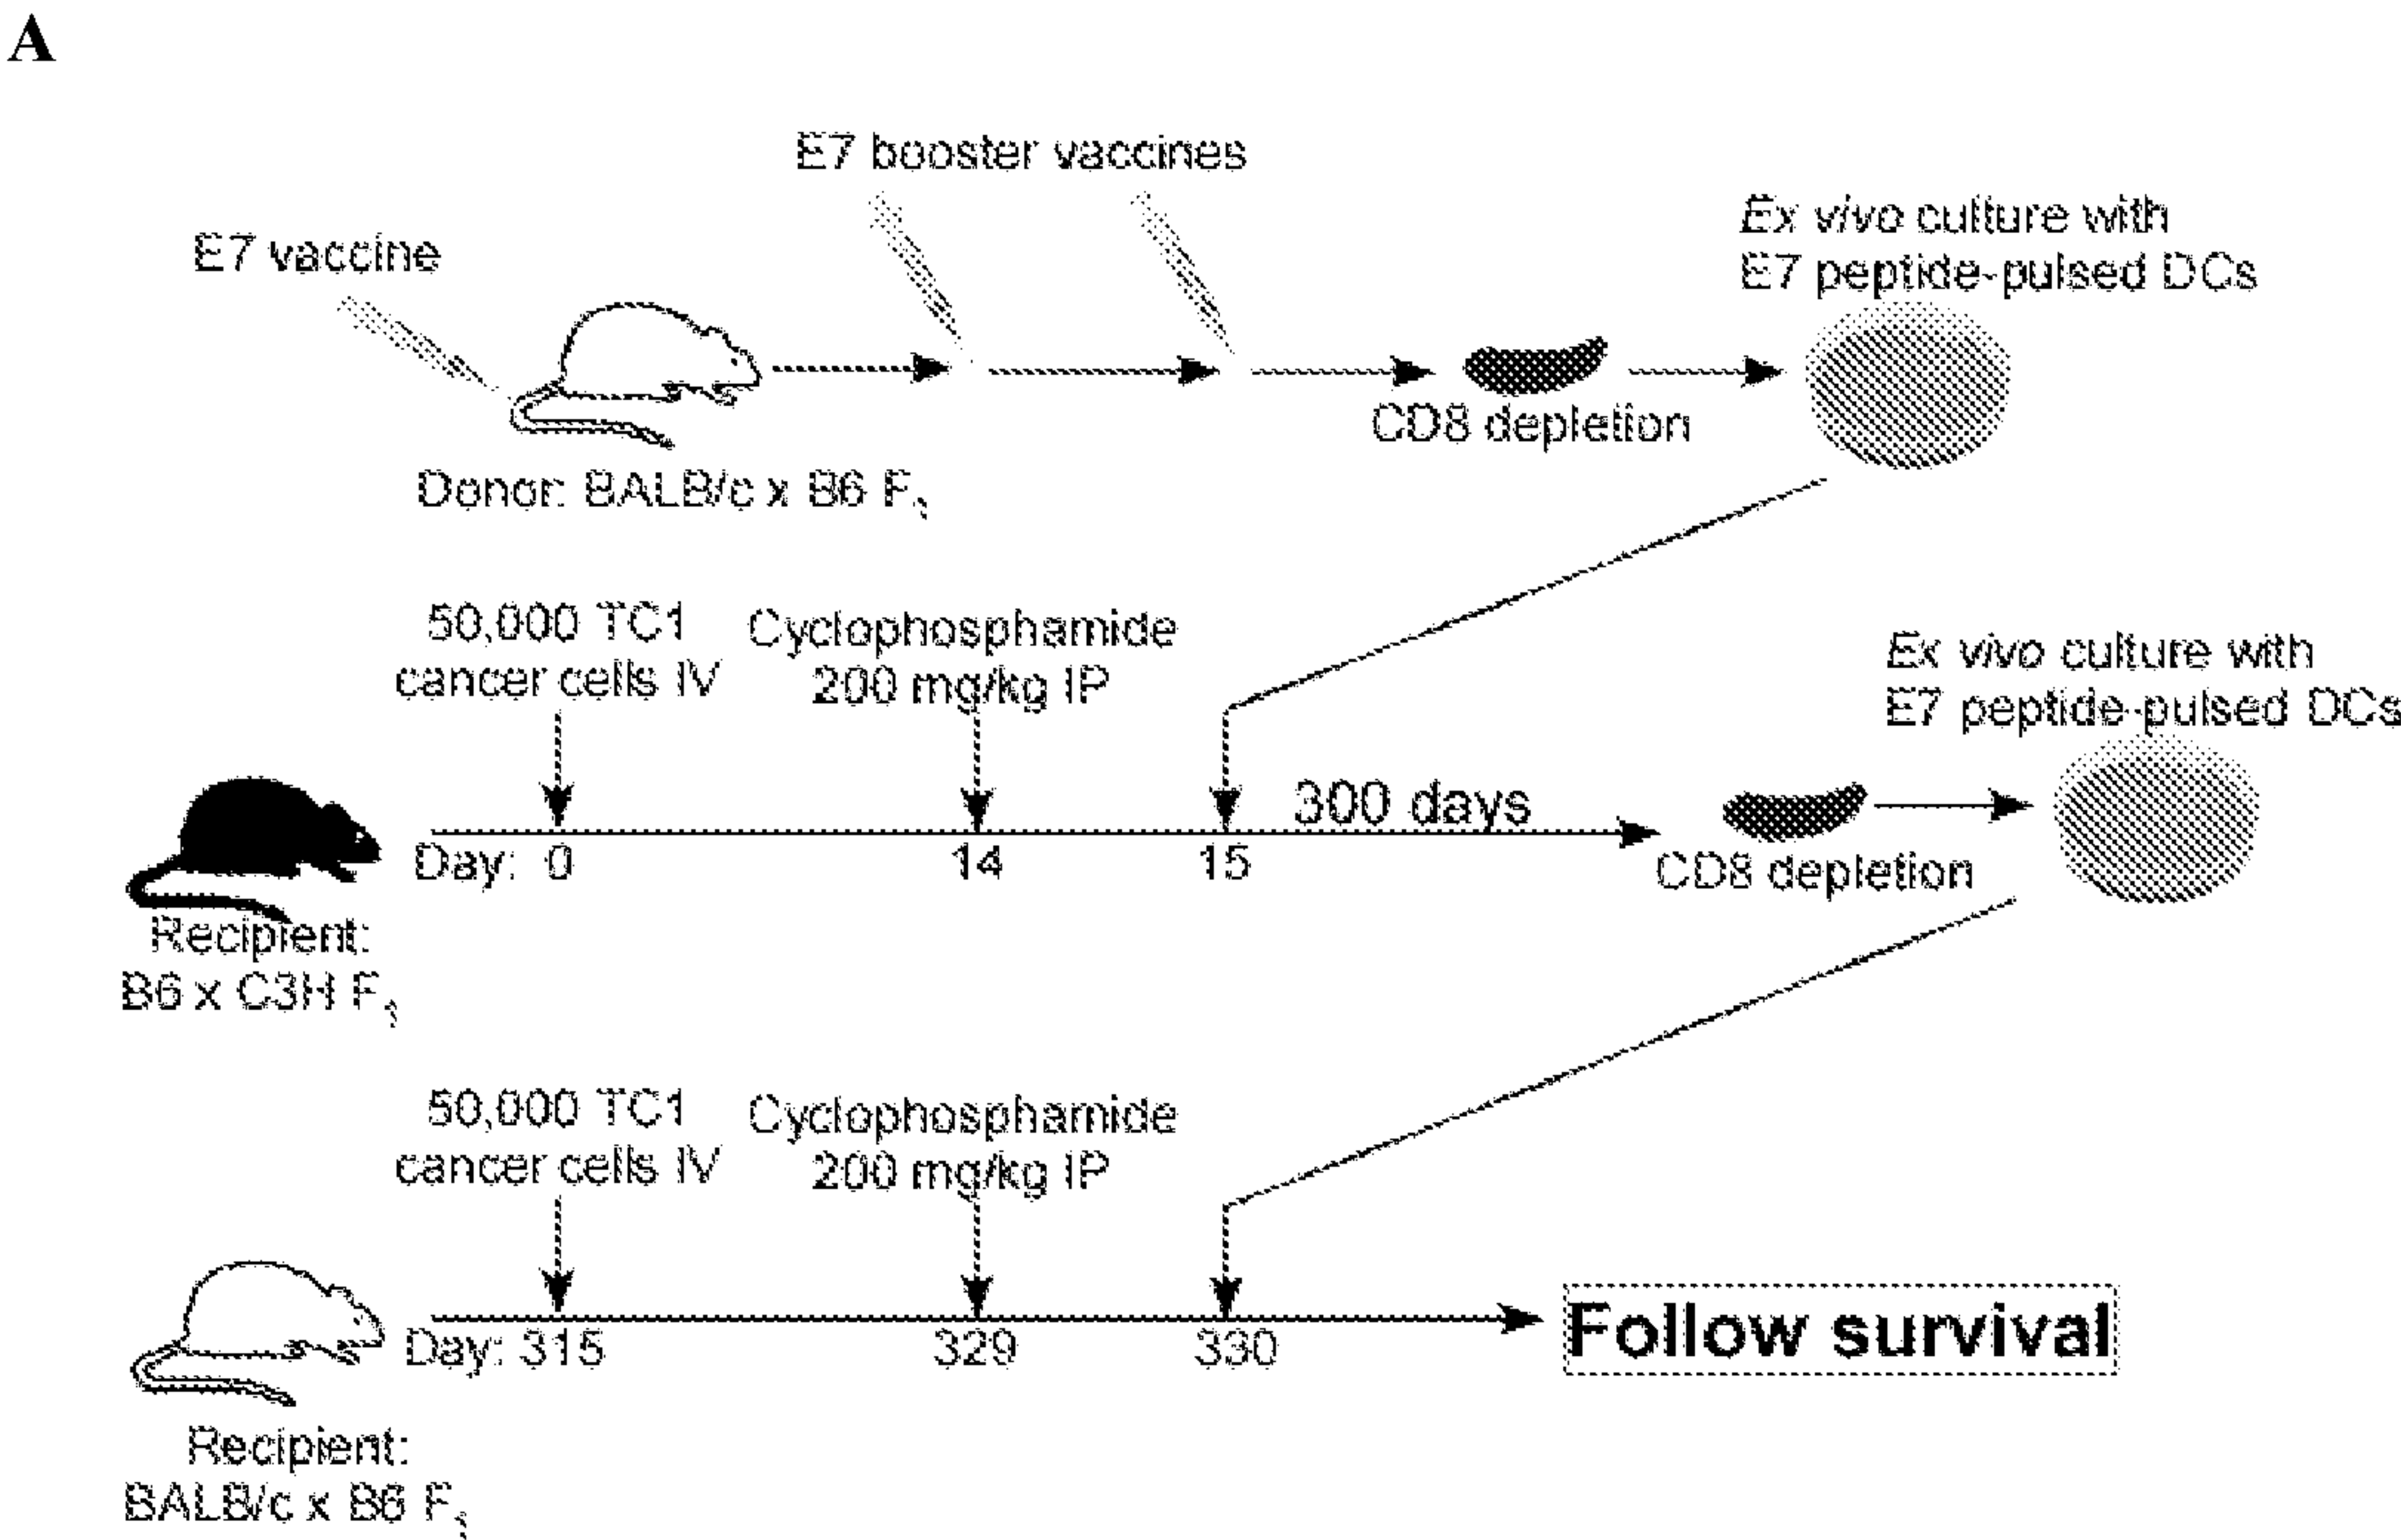 A
E7 booster vaccines
E7 vaccine
Ex vivo culture with
E7 peptide-pulsed DCs
CD8 depletion
Donor: BALB/c x B6 F1
50,000 TC1
cancer cells IV
Cyclophosphamide
200 mg/kg IP
Ex vivo culture with
E7 peptide-pulsed DCs
300 days
Day: 0 14 15
CD8 depletion
Recipient:
B6 x C3H F1
50,000 TC1
cancer cells IV
Cyclophosphamide
200 mg/kg IP
Follow survival
Day: 315 329 330
Recipient:
BALB/c x B6 F1